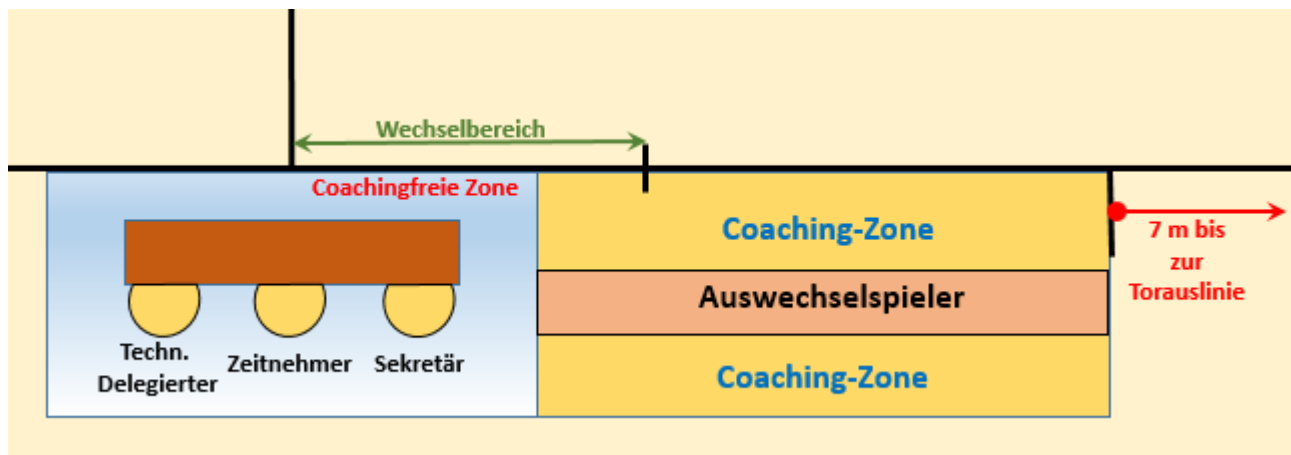 Wechselbereich
Coachingfreie Zone
Coaching-Zone
7 m bis
zur
Torauslinie
Auswechselspieler
Techn.
Delegierter
Zeitnehmer
Sekretär
Coaching-Zone